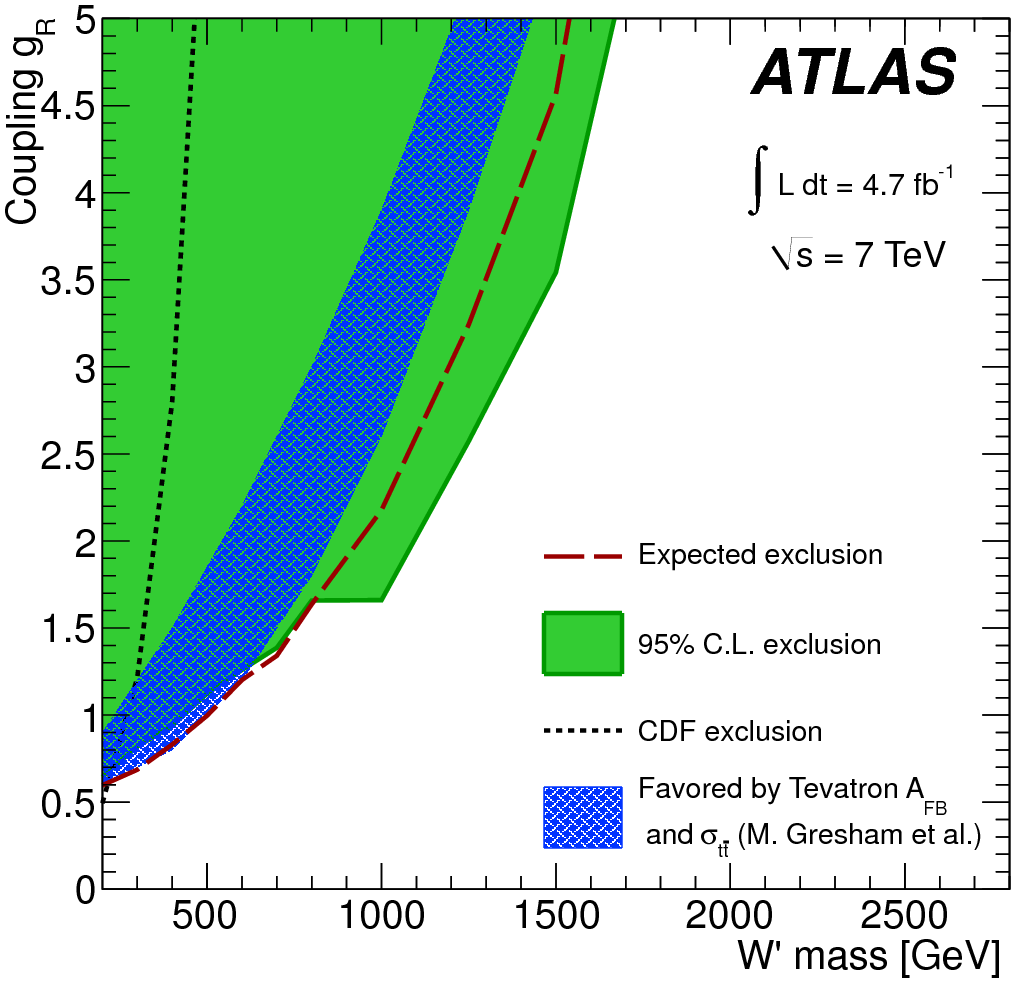 Coupling g_R
5
4.5
4
3.5
3
2.5
2
1.5
1
0.5
0
ATLAS
∫ L dt = 4.7 fb⁻¹
√s = 7 TeV
Expected exclusion
95% C.L. exclusion
CDF exclusion
Favored by Tevatron A_FB
and σ_tt̄ (M. Gresham et al.)
500 1000 1500 2000 2500
W' mass [GeV]